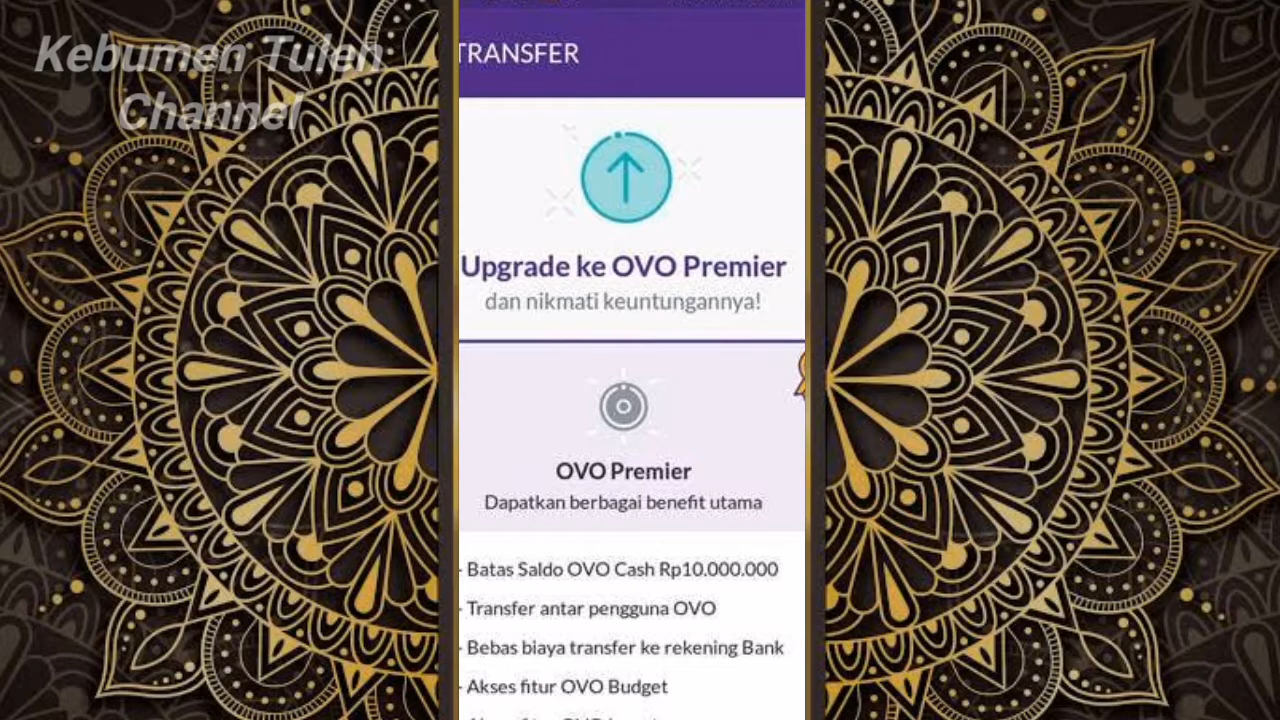 Kebumen Tulen
Channel
TRANSFER
Upgrade ke OVO Premier
dan nikmati keuntungannya!
OVO Premier
Dapatkan berbagai benefit utama
- Batas Saldo OVO Cash Rp10.000.000
- Transfer antar pengguna OVO
- Bebas biaya transfer ke rekening Bank
- Akses fitur OVO Budget